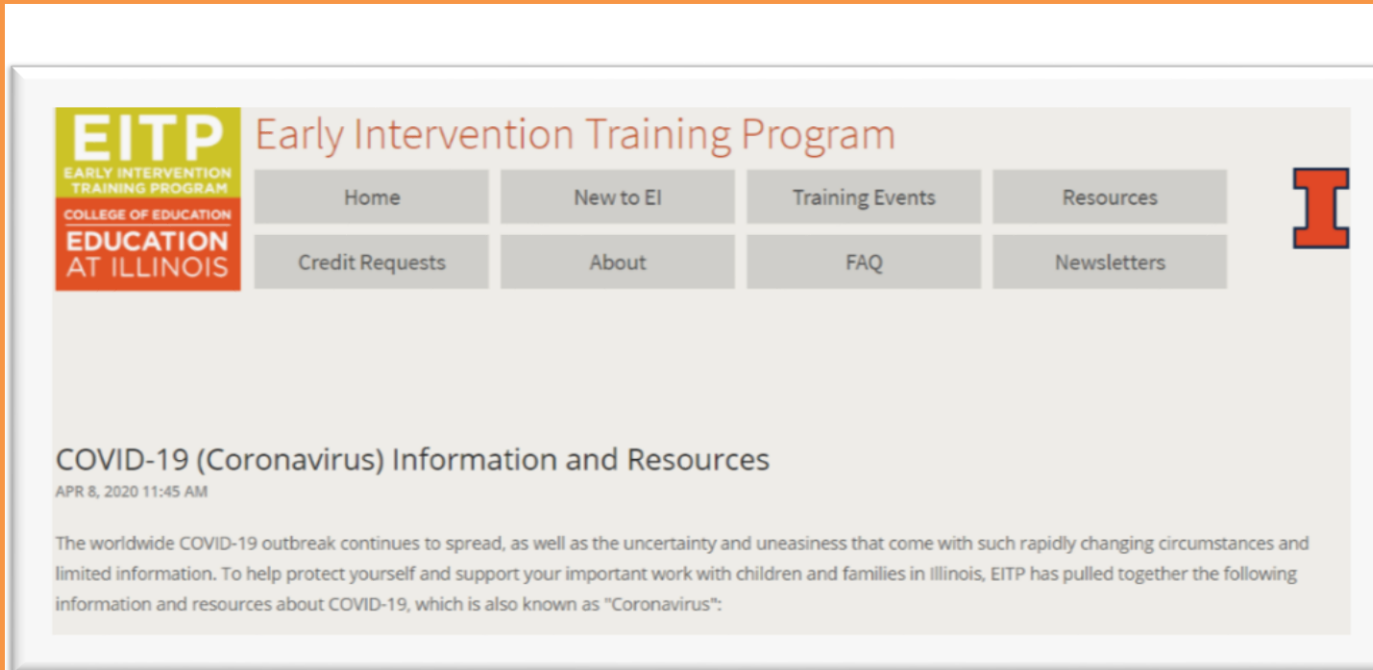 EITP
EARLY INTERVENTION
TRAINING PROGRAM
COLLEGE OF EDUCATION
EDUCATION
AT ILLINOIS
Early Intervention Training Program
Home
New to EI
Training Events
Resources
Credit Requests
About
FAQ
Newsletters
I
COVID-19 (Coronavirus) Information and Resources
APR 8, 2020 11:45 AM
The worldwide COVID-19 outbreak continues to spread, as well as the uncertainty and uneasiness that come with such rapidly changing circumstances and
limited information. To help protect yourself and support your important work with children and families in Illinois, EITP has pulled together the following
information and resources about COVID-19, which is also known as "Coronavirus":